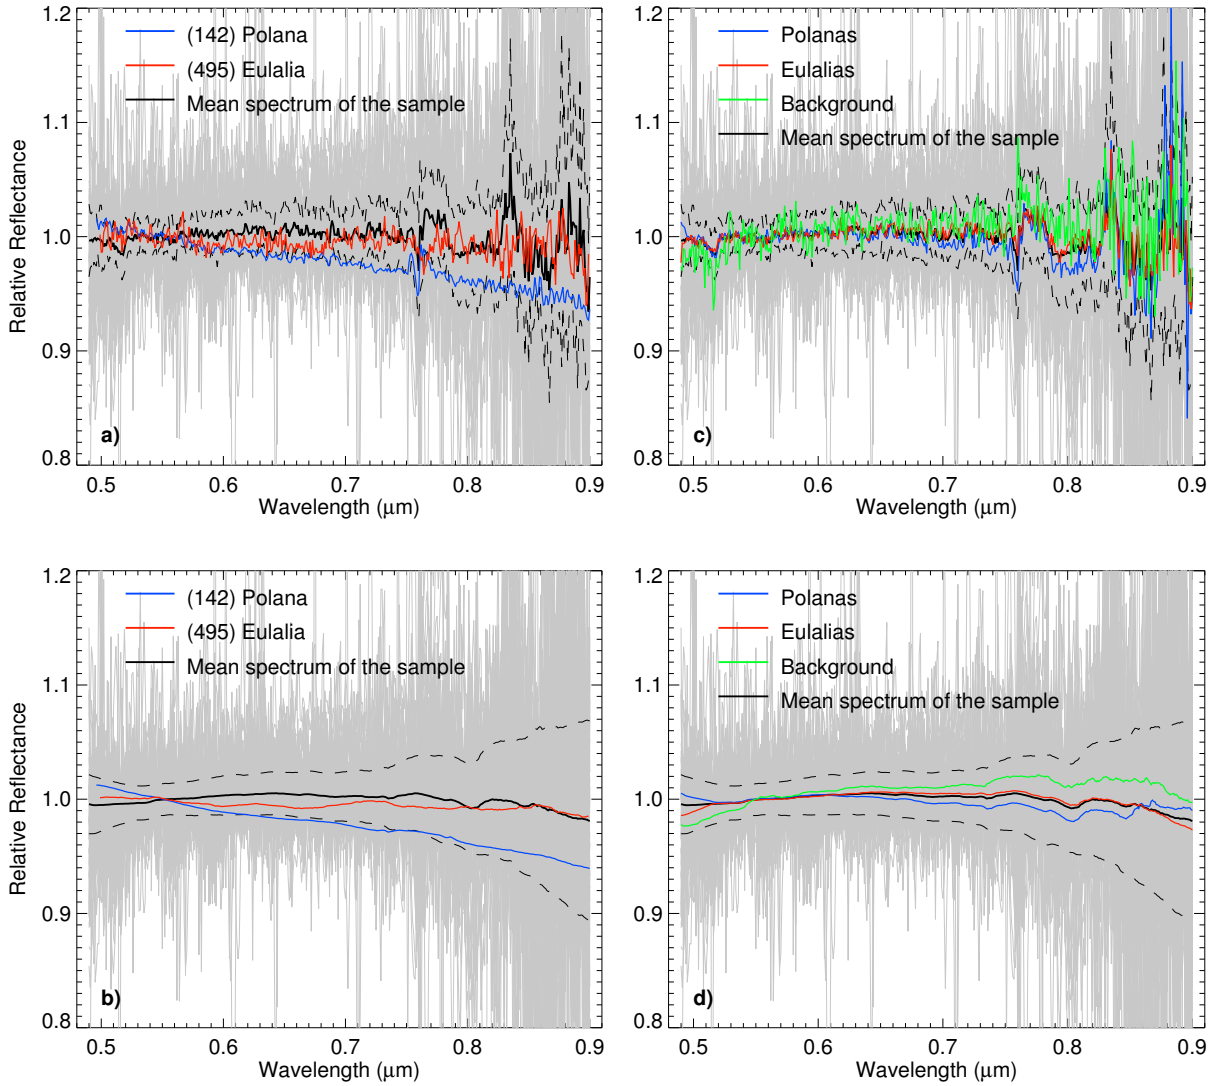 1.2
(142) Polana
(495) Eulalia
Mean spectrum of the sample
1.1
1.0
0.9
0.8
Relative Reflectance
a)
0.5 0.6 0.7 0.8 0.9
Wavelength (μm)
1.2
Polanas
Eulalias
Background
Mean spectrum of the sample
1.1
1.0
0.9
0.8
c)
0.5 0.6 0.7 0.8 0.9
Wavelength (μm)
1.2
(142) Polana
(495) Eulalia
Mean spectrum of the sample
1.1
1.0
0.9
0.8
Relative Reflectance
b)
0.5 0.6 0.7 0.8 0.9
Wavelength (μm)
1.2
Polanas
Eulalias
Background
Mean spectrum of the sample
1.1
1.0
0.9
0.8
d)
0.5 0.6 0.7 0.8 0.9
Wavelength (μm)